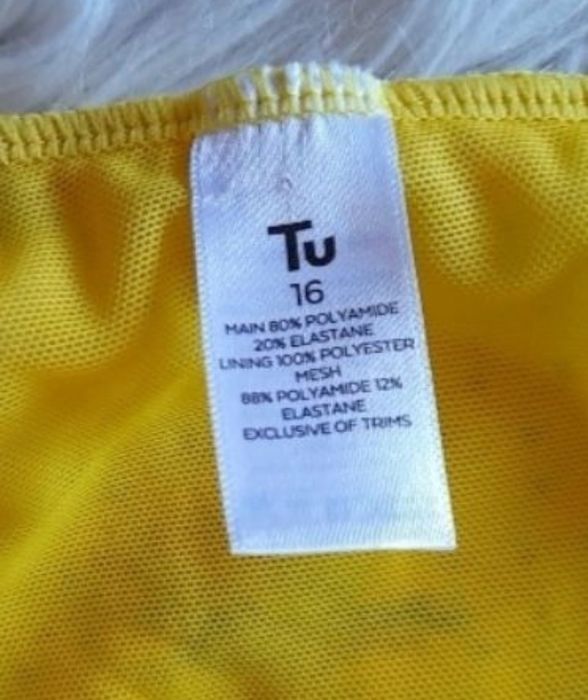 Tu
16
MAIN 80% POLYAMIDE
20% ELASTANE
LINING 100% POLYESTER
MESH
88% POLYAMIDE 12%
ELASTANE
EXCLUSIVE OF TRIMS